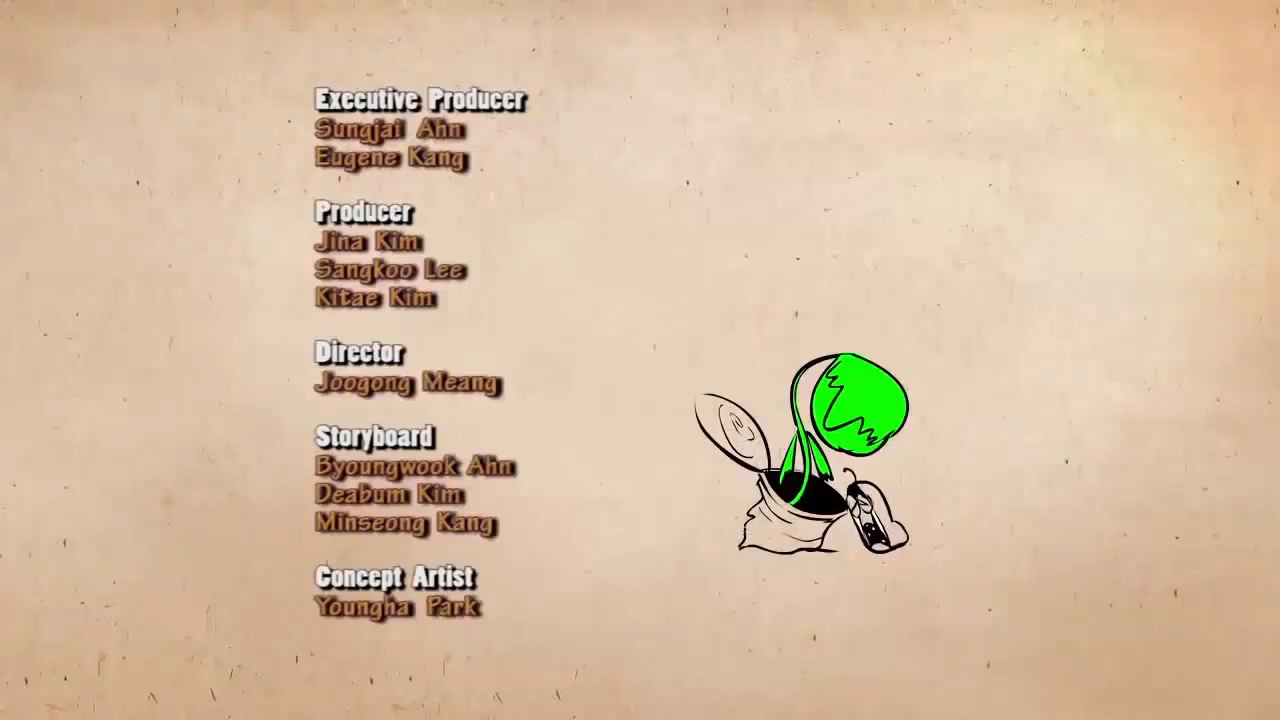 Executive Producer
Sungjai Ahn
Eugene Kang
Producer
Jina Kim
Sangkoo Lee
Kitae Kim
Director
Joogong Meang
Storyboard
Byoungwook Ahn
Deabum Kim
Minseong Kang
Concept Artist
Youngha Park